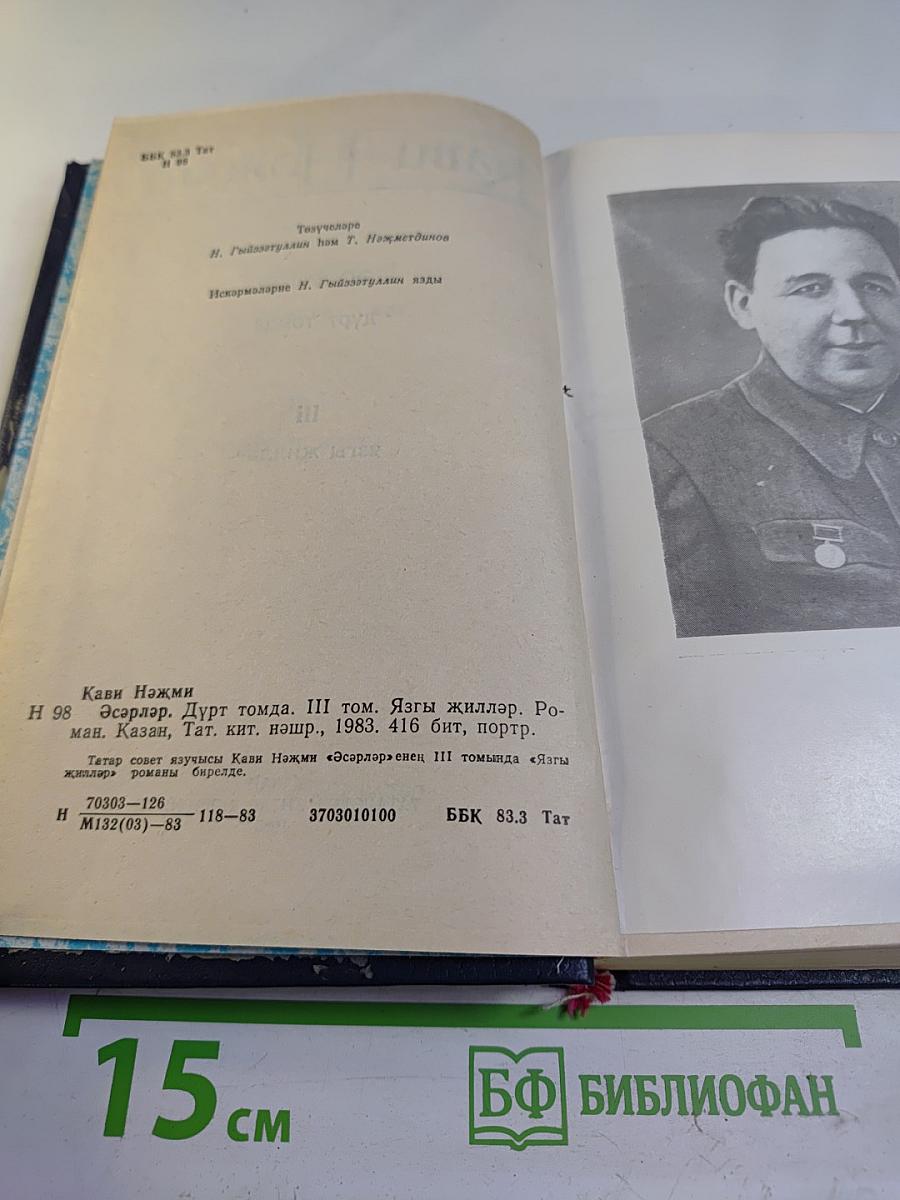 ББК 83.3 Тат
Н 98
Төзүчеләре
Н. Гыйззәтуллин һәм Т. Нәҗметдинов
Искәрмәләрне Н. Гыйззәтуллин язды
Кави Нәҗми
Н 98 Әсәрләр. Дүрт томда. III том. Язгы җилләр. Ро-
ман. Казан, Тат. кит. нәшр., 1983. 416 бит, портр.
Татар совет язучысы Кави Нәҗми «Әсәрләр»енең III томында «Язгы
җилләр» романы бирелде.
Н 70303—126
М132(03)—83 118—83 3703010100 ББК 83.3 Тат
15 см
БФ БИБЛИОФАН